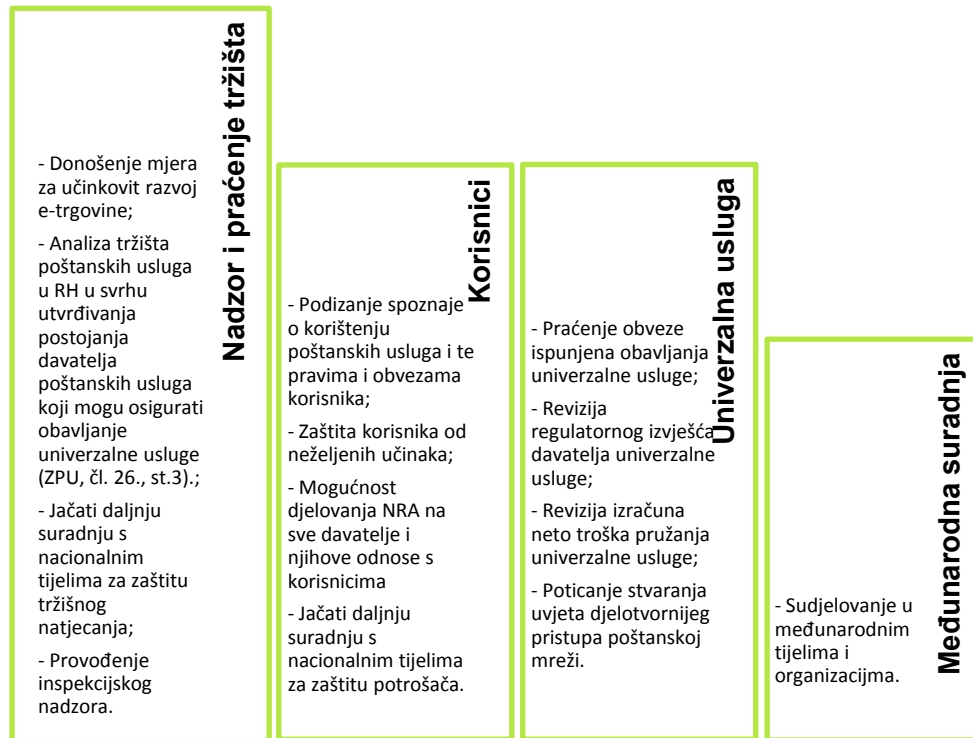 Nadzor i praćenje tržišta
- Donošenje mjera
za učinkovit razvoj
e-trgovine;
- Analiza tržišta
poštanskih usluga
u RH u svrhu
utvrđivanja
postojanja
davatelja
poštanskih usluga
koji mogu osigurati
obavljanje
univerzalne usluge
(ZPU, čl. 26., st.3).;
- Jačati daljnju
suradnju s
nacionalnim
tijelima za zaštitu
tržišnog
natjecanja;
- Provođenje
inspekcijskog
nadzora.
Korisnici
- Podizanje spoznaje
o korištenju
poštanskih usluga i te
pravima i obvezama
korisnika;
- Zaštita korisnika od
neželjenih učinaka;
- Mogućnost
djelovanja NRA na
sve davatelje i
njihove odnose s
korisnicima
- Jačati daljnju
suradnju s
nacionalnim tijelima
za zaštitu potrošača.
Univerzalna usluga
- Praćenje obveze
ispunjena obavljanja
univerzalne usluge;
- Revizija
regulatornog izvješća
davatelja univerzalne
usluge;
- Revizija izračuna
neto troška pružanja
univerzalne usluge;
- Poticanje stvaranja
uvjeta djelotvornijeg
pristupa poštanskoj
mreži.
Međunarodna suradnja
- Sudjelovanje u
međunarodnim
tijelima i
organizacijma.